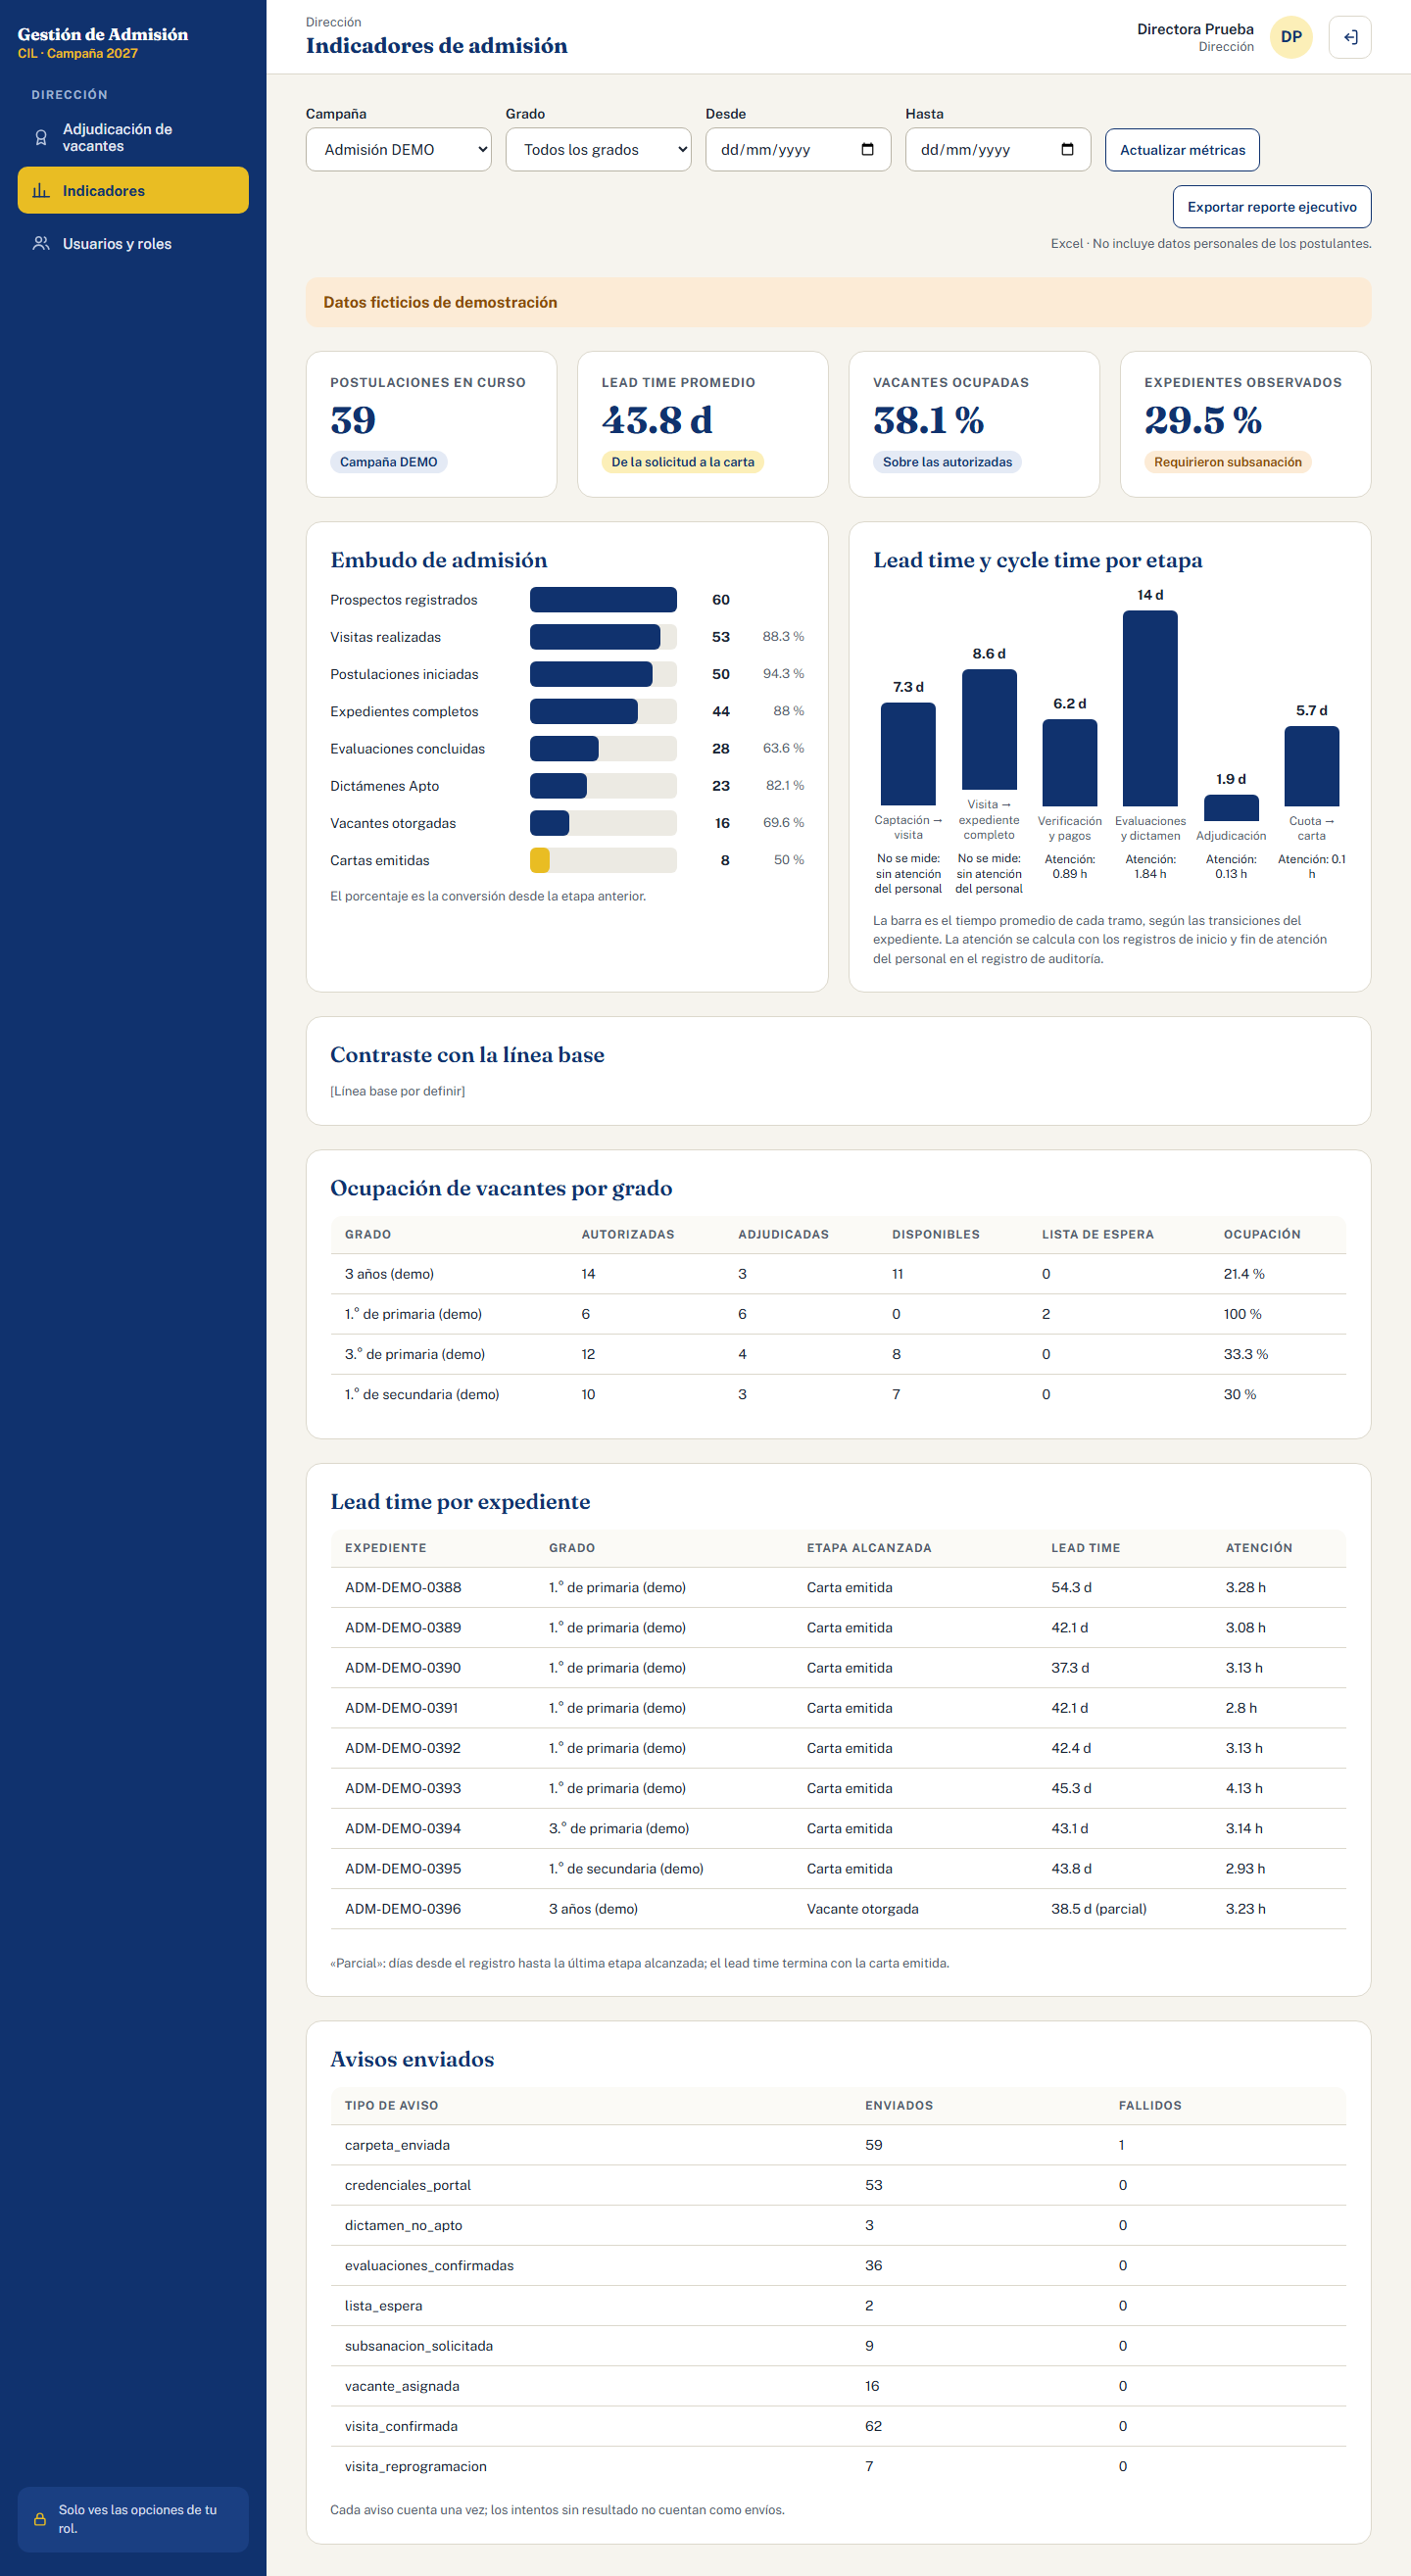 Gestión de Admisión
CIL · Campaña 2027
DIRECCIÓN
Adjudicación de
vacantes
Indicadores
Usuarios y roles
Solo ves las opciones de tu
rol.
Dirección
Indicadores de admisión
Directora Prueba
Dirección
DP
Campaña
Grado
Desde
Hasta
Admisión DEMO
Todos los grados
dd/mm/yyyy
dd/mm/yyyy
Actualizar métricas
Exportar reporte ejecutivo
Excel · No incluye datos personales de los postulantes.
Datos ficticios de demostración
POSTULACIONES EN CURSO
39
Campaña DEMO
LEAD TIME PROMEDIO
43.8 d
De la solicitud a la carta
VACANTES OCUPADAS
38.1 %
Sobre las autorizadas
EXPEDIENTES OBSERVADOS
29.5 %
Requirieron subsanación
Embudo de admisión
Prospectos registrados 60
Visitas realizadas 53 88.3 %
Postulaciones iniciadas 50 94.3 %
Expedientes completos 44 88 %
Evaluaciones concluidas 28 63.6 %
Dictámenes Apto 23 82.1 %
Vacantes otorgadas 16 69.6 %
Cartas emitidas 8 50 %
El porcentaje es la conversión desde la etapa anterior.
Lead time y cycle time por etapa
7.3 d
Captación →
visita
No se mide:
sin atención
del personal
8.6 d
Visita →
expediente
completo
No se mide:
sin atención
del personal
6.2 d
Verificación
y pagos
Atención:
0.89 h
14 d
Evaluaciones
y dictamen
Atención:
1.84 h
1.9 d
Adjudicación
Atención:
0.13 h
5.7 d
Cuota →
carta
Atención: 0.1
h
La barra es el tiempo promedio de cada tramo, según las transiciones del
expediente. La atención se calcula con los registros de inicio y fin de atención
del personal en el registro de auditoría.
Contraste con la línea base
[Línea base por definir]
Ocupación de vacantes por grado
GRADO AUTORIZADAS ADJUDICADAS DISPONIBLES LISTA DE ESPERA OCUPACIÓN
3 años (demo) 14 3 11 0 21.4 %
1.° de primaria (demo) 6 6 0 2 100 %
3.° de primaria (demo) 12 4 8 0 33.3 %
1.° de secundaria (demo) 10 3 7 0 30 %
Lead time por expediente
EXPEDIENTE GRADO ETAPA ALCANZADA LEAD TIME ATENCIÓN
ADM-DEMO-0388 1.° de primaria (demo) Carta emitida 54.3 d 3.28 h
ADM-DEMO-0389 1.° de primaria (demo) Carta emitida 42.1 d 3.08 h
ADM-DEMO-0390 1.° de primaria (demo) Carta emitida 37.3 d 3.13 h
ADM-DEMO-0391 1.° de primaria (demo) Carta emitida 42.1 d 2.8 h
ADM-DEMO-0392 1.° de primaria (demo) Carta emitida 42.4 d 3.13 h
ADM-DEMO-0393 1.° de primaria (demo) Carta emitida 45.3 d 4.13 h
ADM-DEMO-0394 3.° de primaria (demo) Carta emitida 43.1 d 3.14 h
ADM-DEMO-0395 1.° de secundaria (demo) Carta emitida 43.8 d 2.93 h
ADM-DEMO-0396 3 años (demo) Vacante otorgada 38.5 d (parcial) 3.23 h
«Parcial»: días desde el registro hasta la última etapa alcanzada; el lead time termina con la carta emitida.
Avisos enviados
TIPO DE AVISO ENVIADOS FALLIDOS
carpeta_enviada 59 1
credenciales_portal 53 0
dictamen_no_apto 3 0
evaluaciones_confirmadas 36 0
lista_espera 2 0
subsanacion_solicitada 9 0
vacante_asignada 16 0
visita_confirmada 62 0
visita_reprogramacion 7 0
Cada aviso cuenta una vez; los intentos sin resultado no cuentan como envíos.